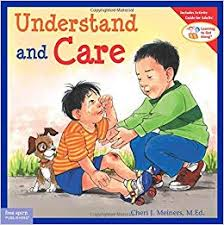 Understand
and Care
Includes Activity
Guide for Adults!
Learning
to Get
Along
Cheri J. Meiners, M.Ed.
free spirit
PUBLISHING